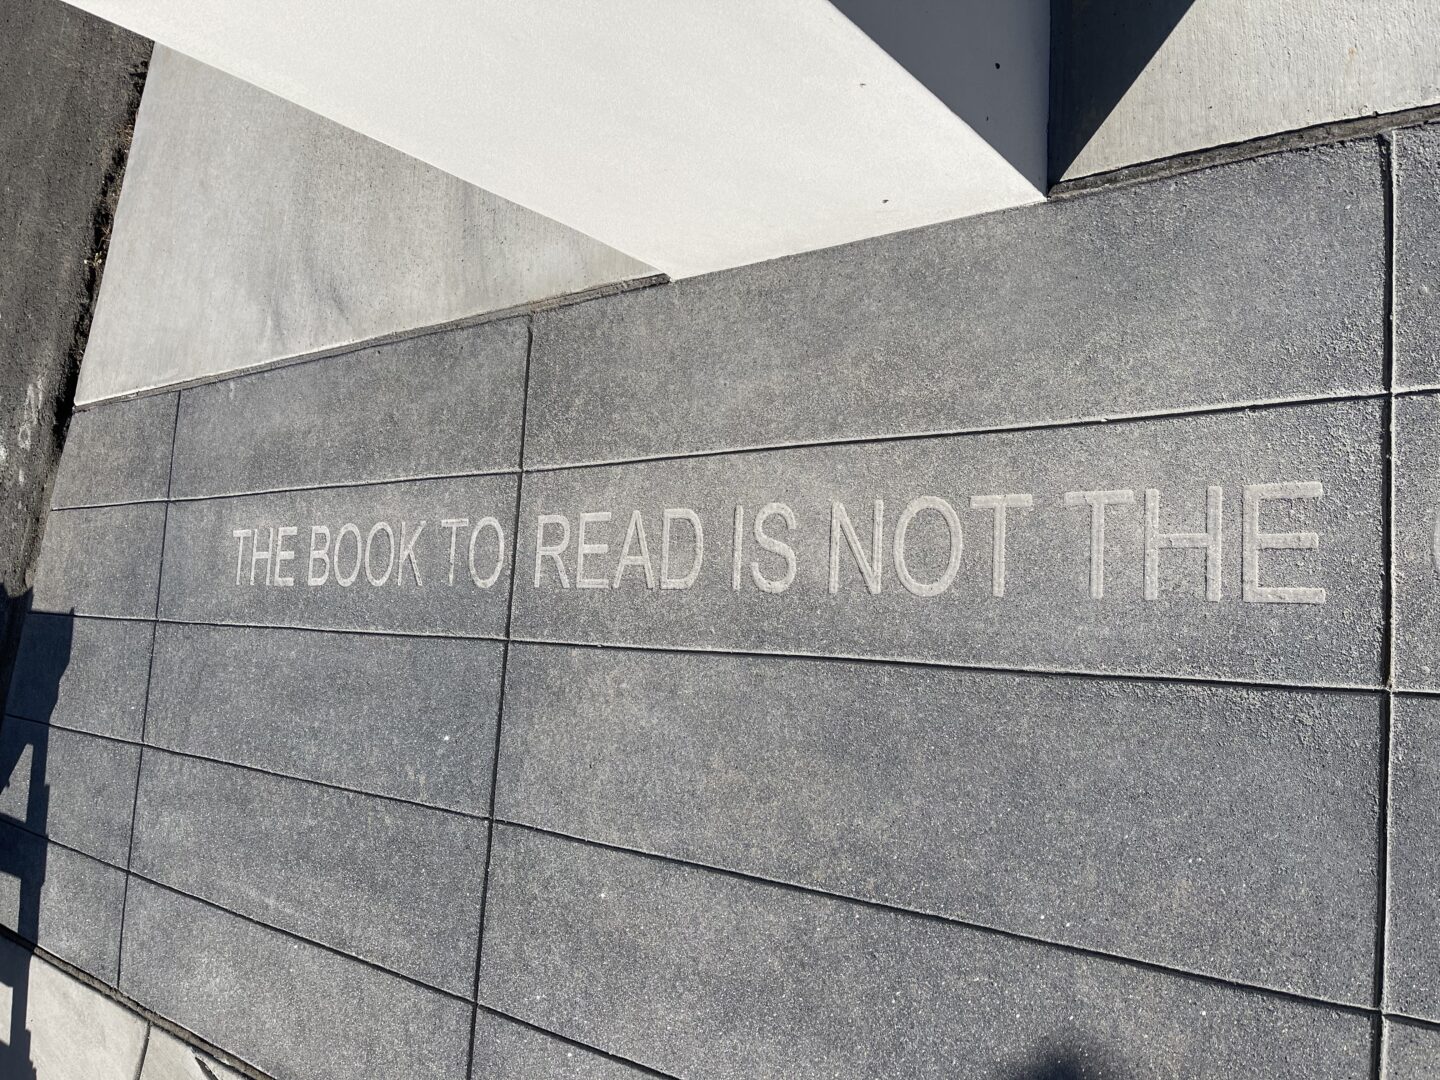 THE BOOK TO READ IS NOT THE